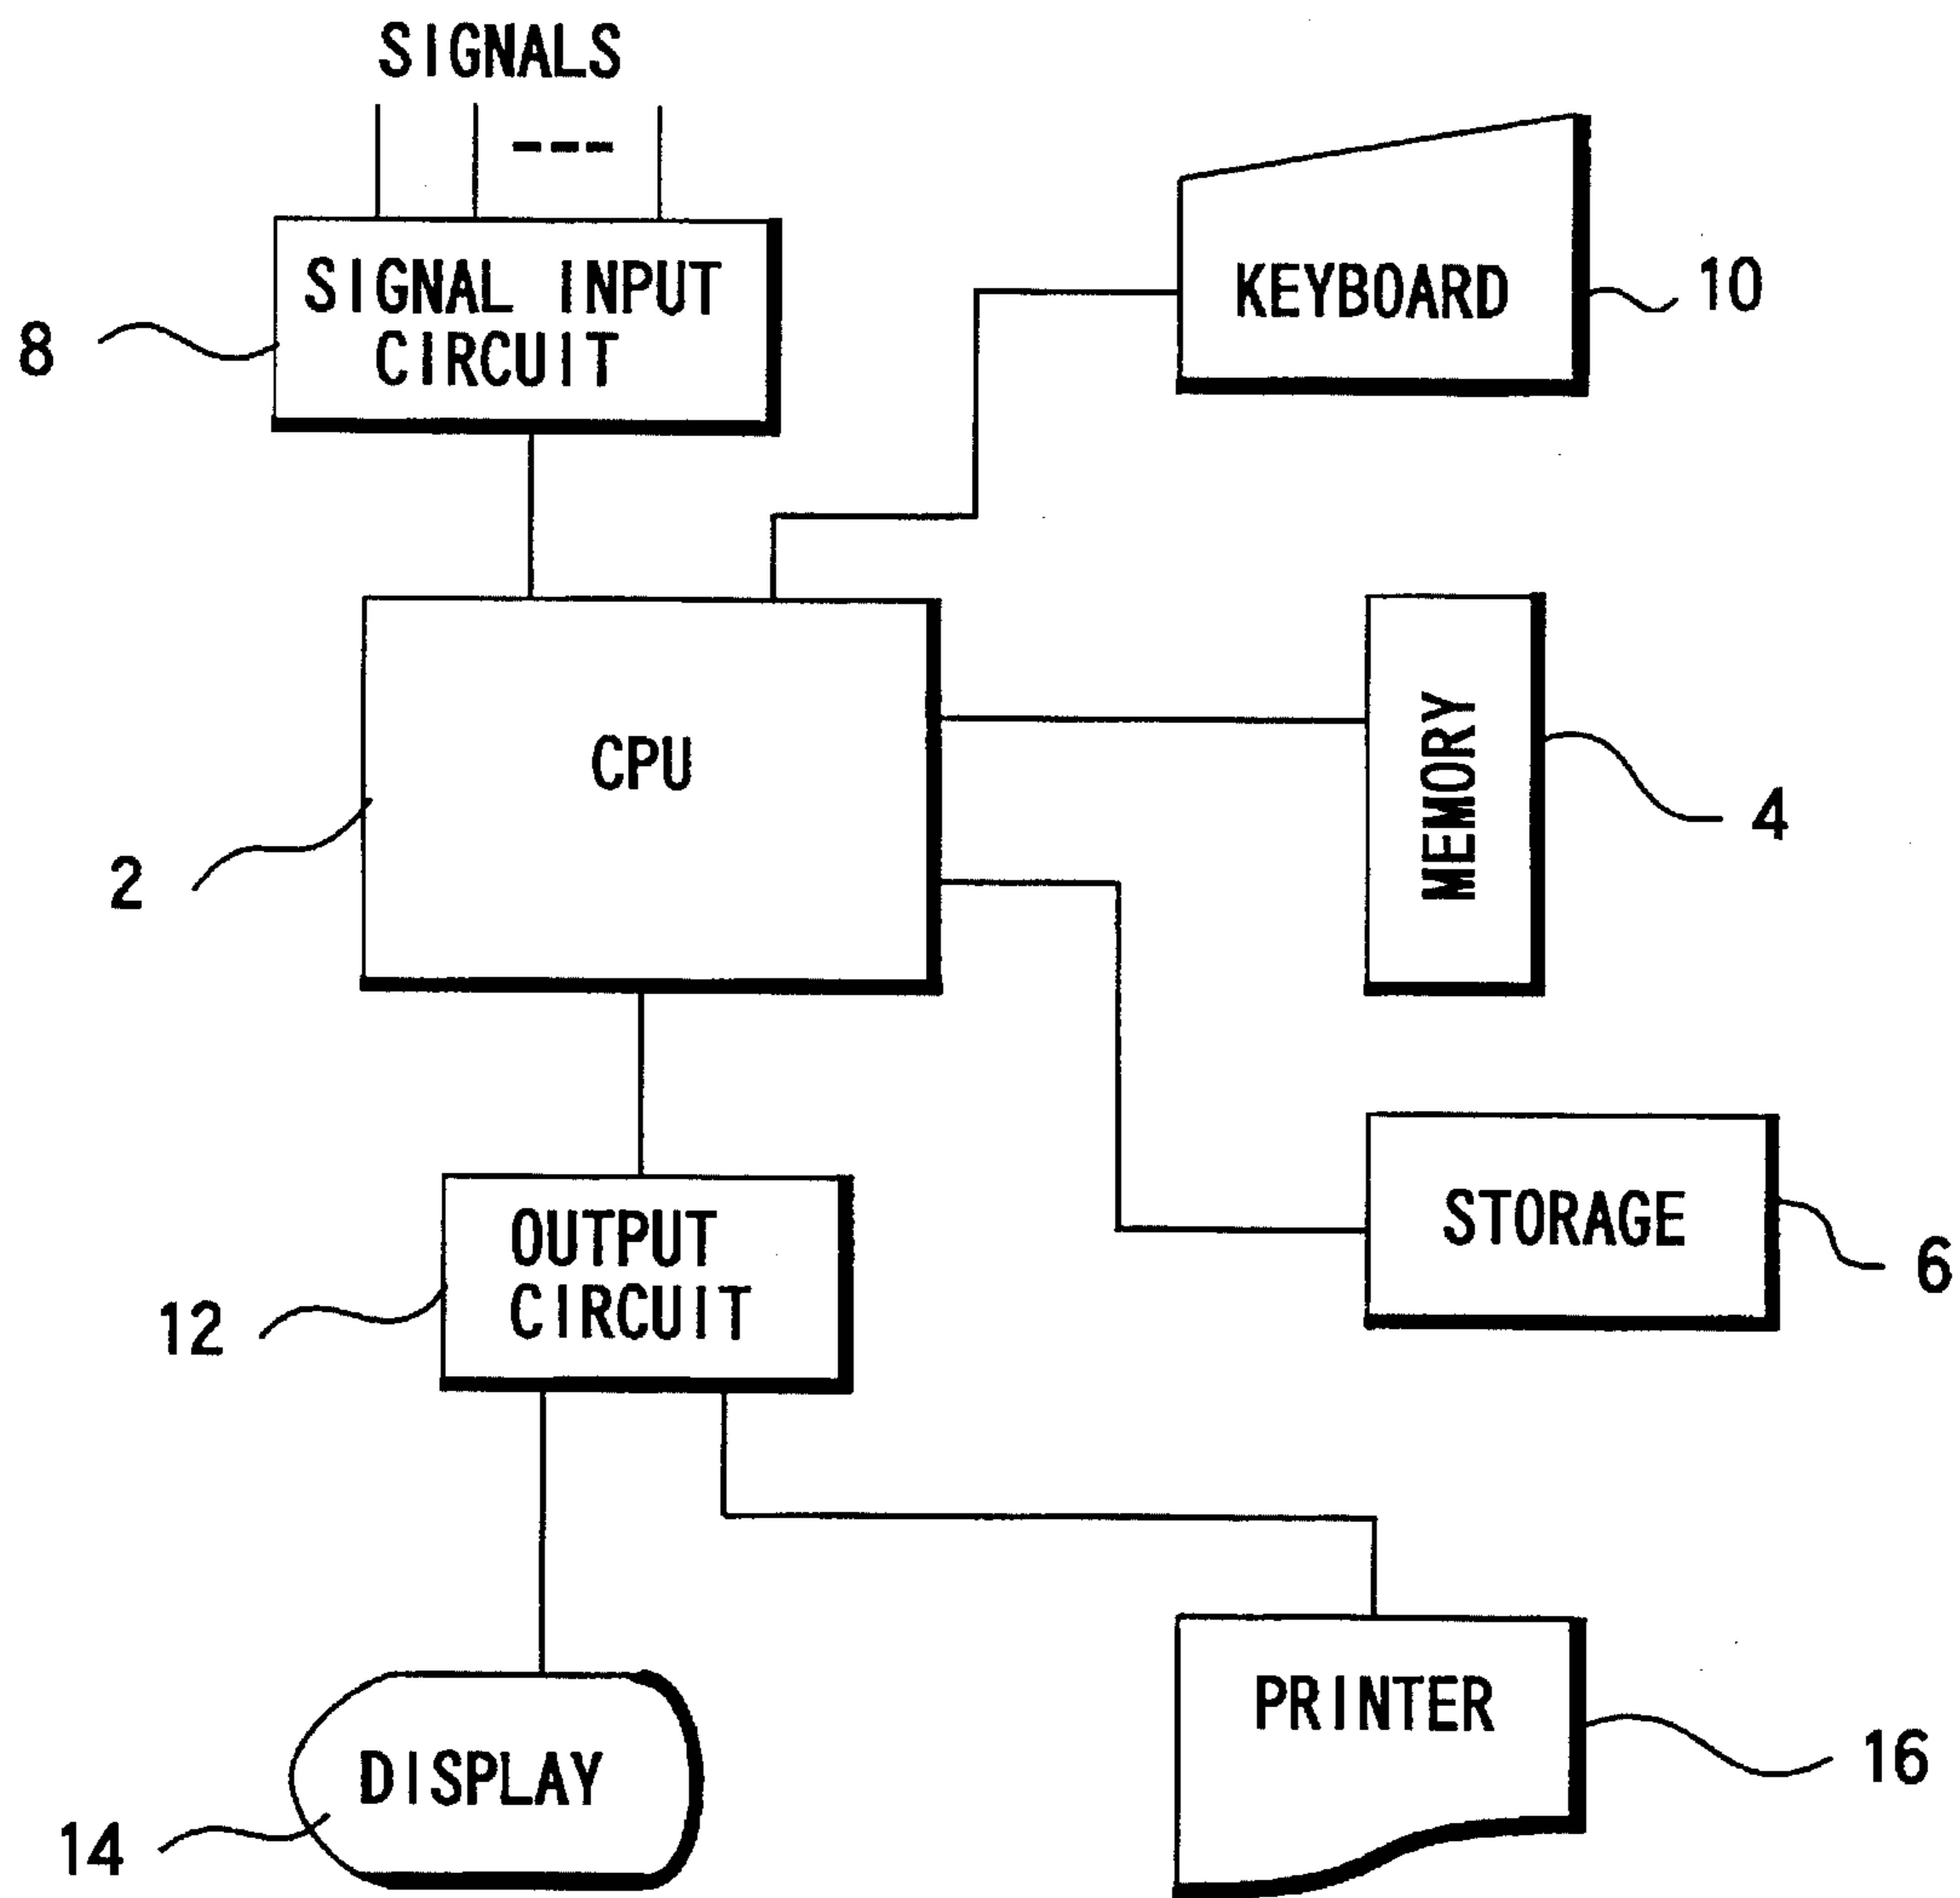 SIGNALS
---
SIGNAL INPUT
CIRCUIT
8
KEYBOARD
10
CPU
2
MEMORY
4
OUTPUT
CIRCUIT
12
STORAGE
6
DISPLAY
14
PRINTER
16